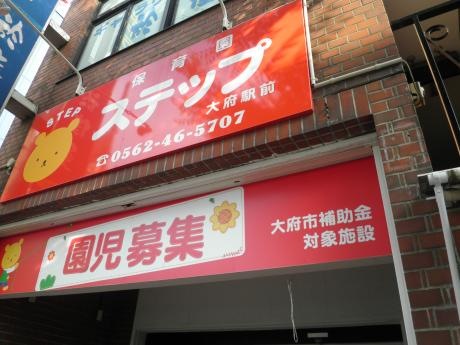 保育園
STEP
ステップ
大府駅前
☎0562-46-5707
園児募集
大府市補助金
対象施設